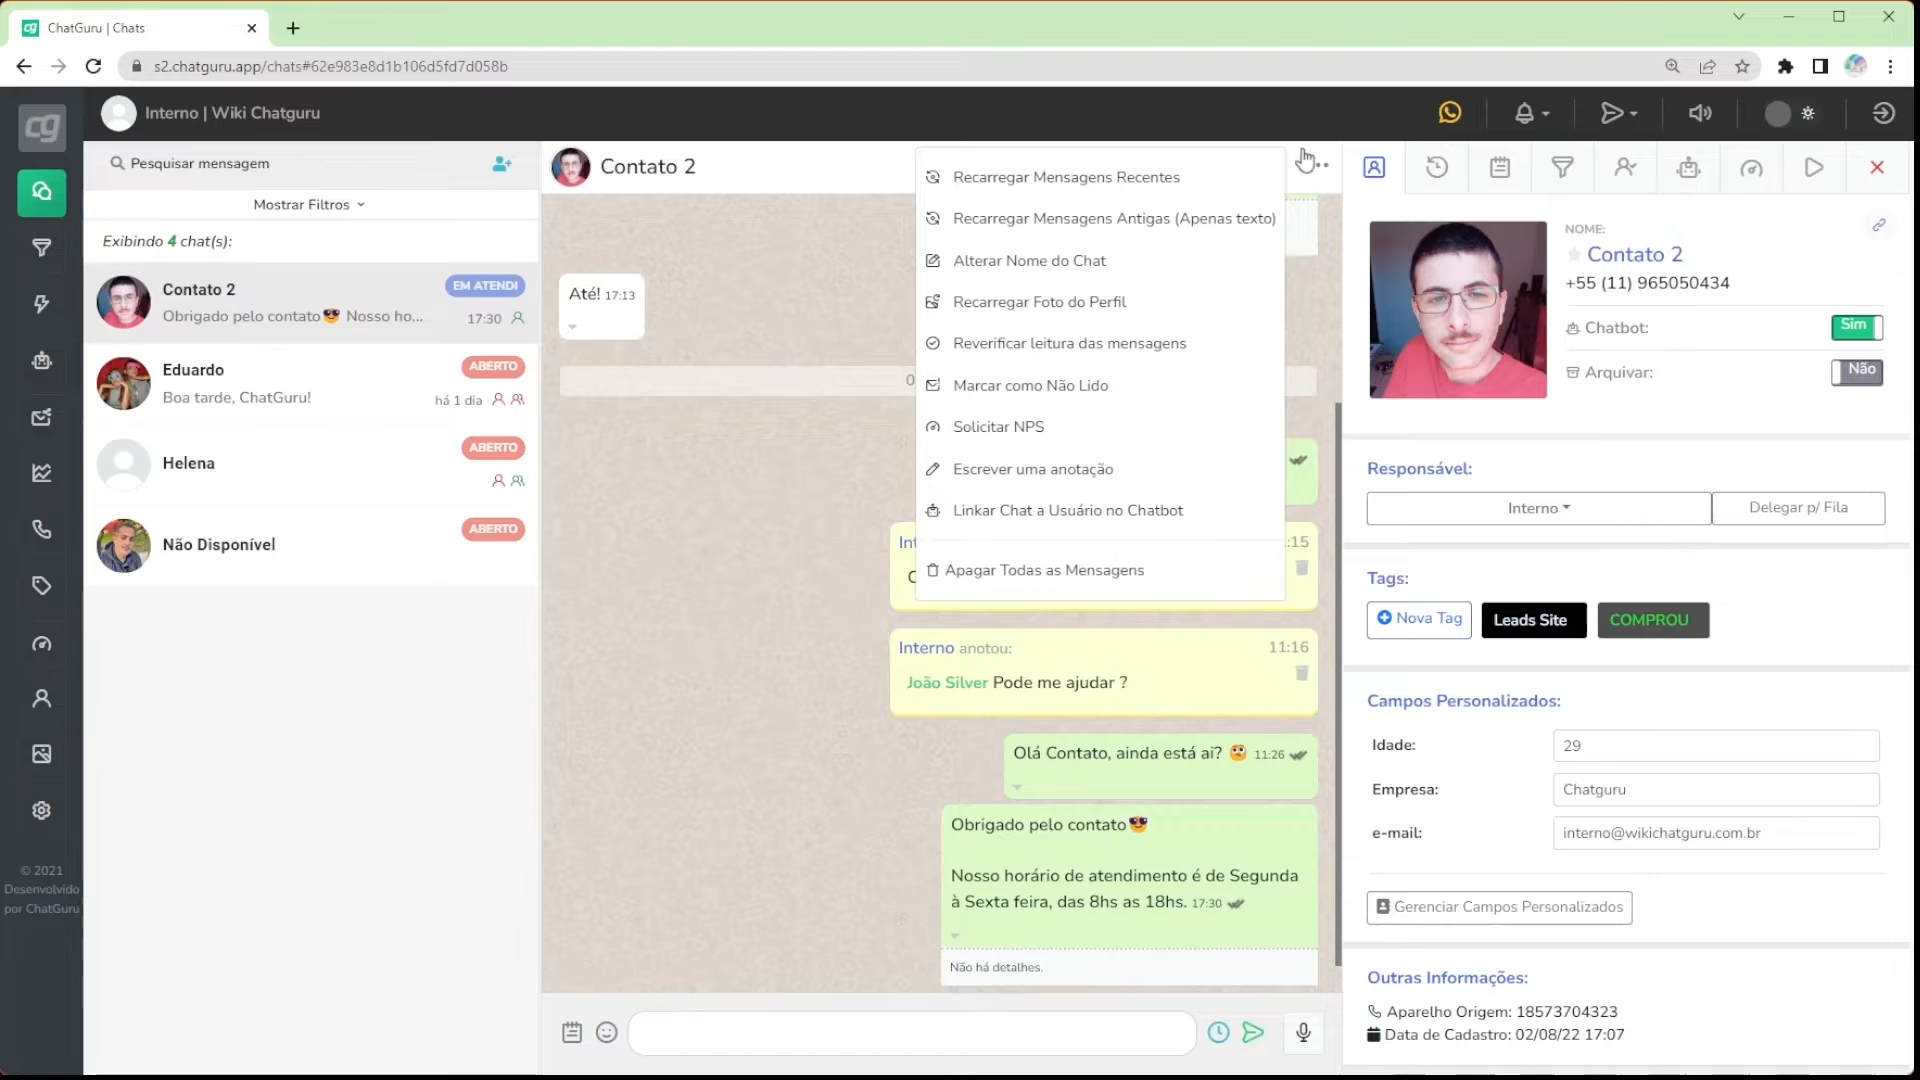 ChatGuru | Chats
s2.chatguru.app/chats#62e983e8d1b106d5fd7d058b
cg
Interno | Wiki Chatguru
Pesquisar mensagem
Mostrar Filtros
Exibindo 4 chat(s):
Contato 2
EM ATENDI
Obrigado pelo contato😎 Nosso ho...
17:30
Eduardo
ABERTO
Boa tarde, ChatGuru!
há 1 dia
Helena
ABERTO
Não Disponível
ABERTO
© 2021
Desenvolvido
por ChatGuru
Contato 2
Até! 17:13
Recarregar Mensagens Recentes
Recarregar Mensagens Antigas (Apenas texto)
Alterar Nome do Chat
Recarregar Foto do Perfil
Reverificar leitura das mensagens
Marcar como Não Lido
Solicitar NPS
Escrever uma anotação
Linkar Chat a Usuário no Chatbot
Apagar Todas as Mensagens
0
Int
:15
Interno anotou:
11:16
João Silver Pode me ajudar ?
Olá Contato, ainda está ai? 11:26
Obrigado pelo contato😎
Nosso horário de atendimento é de Segunda
à Sexta feira, das 8hs as 18hs. 17:30
Não há detalhes.
NOME:
Contato 2
+55 (11) 965050434
Chatbot:
Sim
Arquivar:
Não
Responsável:
Interno
Delegar p/ Fila
Tags:
Nova Tag
Leads Site
COMPROU
Campos Personalizados:
Idade:
29
Empresa:
Chatguru
e-mail:
interno@wikichatguru.com.br
Gerenciar Campos Personalizados
Outras Informações:
Aparelho Origem: 18573704323
Data de Cadastro: 02/08/22 17:07